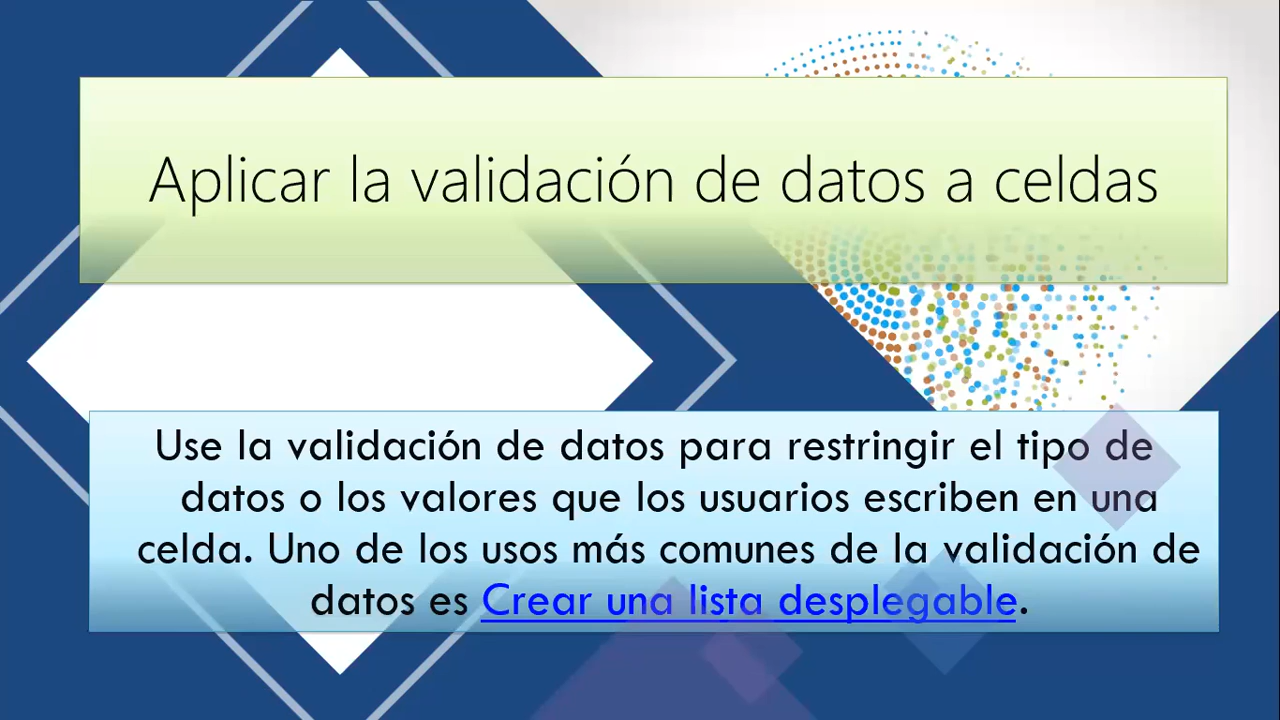 Aplicar la validación de datos a celdas
Use la validación de datos para restringir el tipo de
datos o los valores que los usuarios escriben en una
celda. Uno de los usos más comunes de la validación de
datos es Crear una lista desplegable.